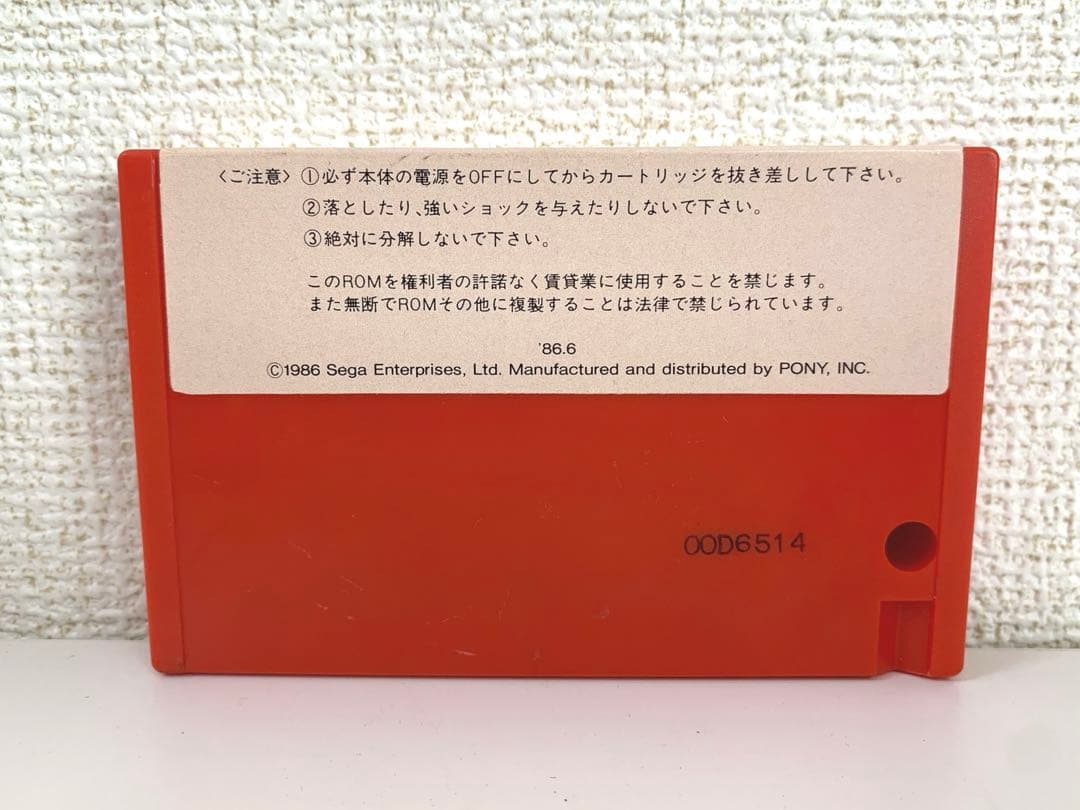 〈ご注意〉①必ず本体の電源をOFFにしてからカートリッジを抜き差しして下さい。
②落としたり、強いショックを与えたりしないで下さい。
③絶対に分解しないで下さい。
このROMを権利者の許諾なく賃貸業に使用することを禁じます。
また無断でROMその他に複製することは法律で禁じられています。
'86.6
©1986 Sega Enterprises, Ltd. Manufactured and distributed by PONY, INC.
00D6514